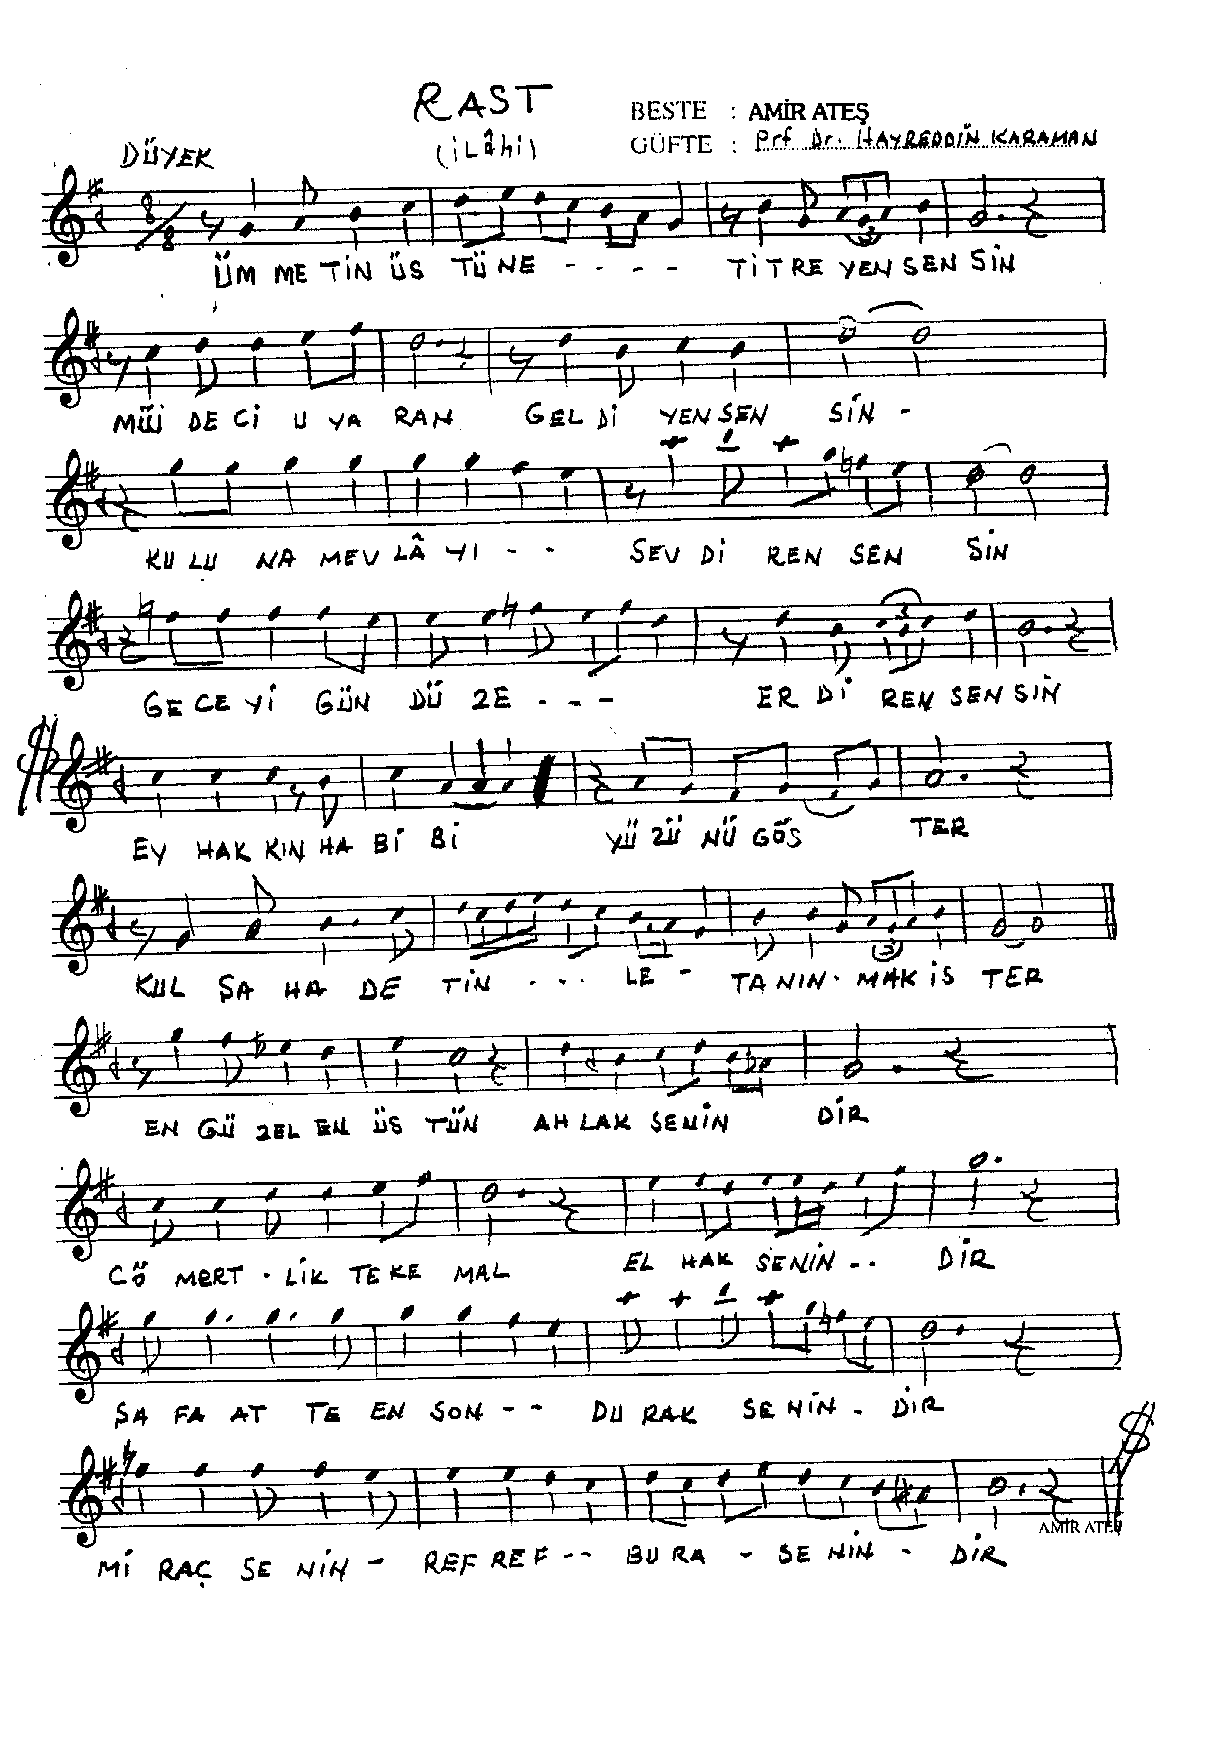 RAST
BESTE : AMİR ATEŞ
(İLâhi)
GÜFTE : Prf. Dr. HAYREDDİN KARAMAN
DÜYEK
8/8
ÜM ME TİN ÜS TÜ NE - - - - TİTRE YEN SEN SİN
3
MÜJ DE Cİ U YA RAN GEL Dİ YEN SEN SİN -
KU LU NA MEV LÂ YI - - SEV Dİ REN SEN SİN
3
GE CE Yİ GÜN DÜ ZE - - - ER Dİ REN SEN SİN
EY HAK KIN HA Bİ Bİ YÜ ZÜ NÜ GÖS TER
3
KUL ŞA HA DE TİN - - - LE - TA NIN - MAK İS TER
EN GÜ ZEL EN ÜS TÜN AH LAK SENİN DİR
CÖ MERT - LİK TE KE MAL EL HAK SENİN - - DİR
ŞA FA AT TE EN SON - - DU RAK SE NİN - DİR
AMİR ATEŞ
Mİ RAÇ SE NİN - REF REF - - BU RA - SE NİN - DİR